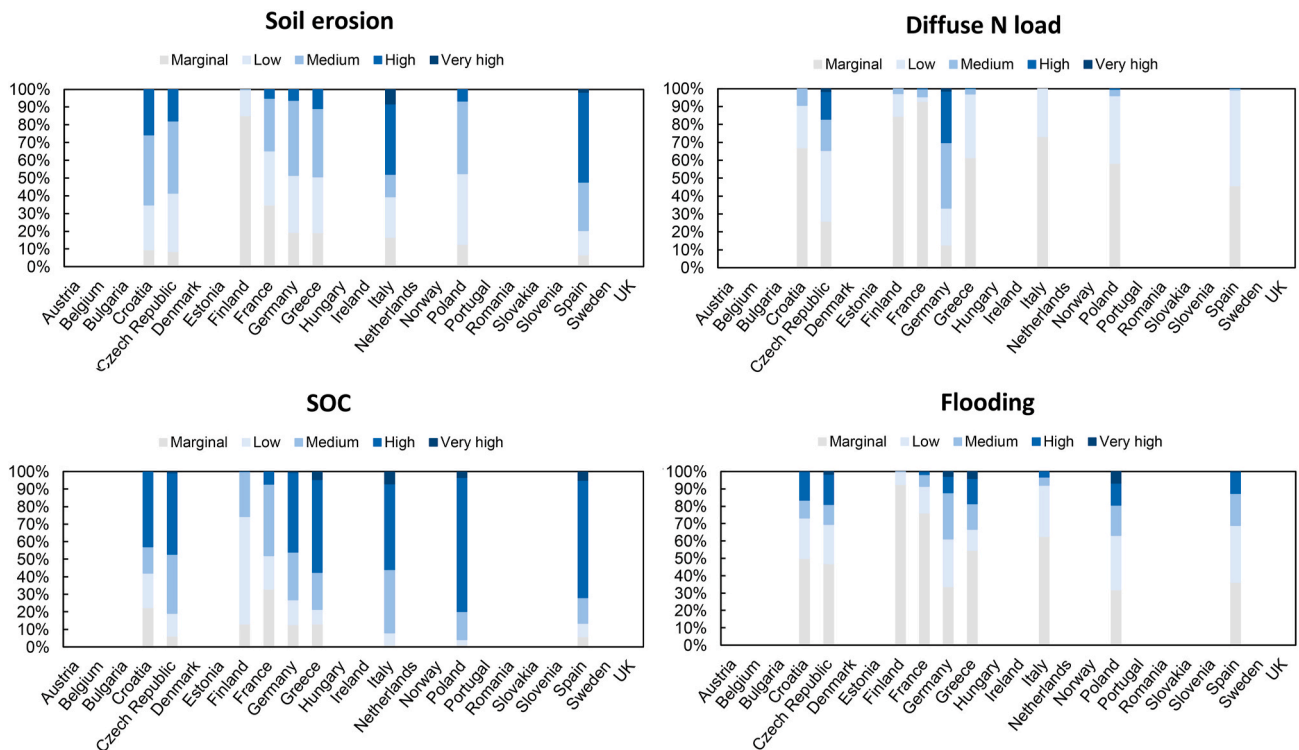 Soil erosion
Marginal Low Medium High Very high
100%
90%
80%
70%
60%
50%
40%
30%
20%
10%
0%
Austria
Belgium
Bulgaria
Croatia
Czech Republic
Denmark
Estonia
Finland
France
Germany
Greece
Hungary
Ireland
Italy
Netherlands
Norway
Poland
Portugal
Romania
Slovakia
Slovenia
Spain
Sweden
UK
Diffuse N load
Marginal Low Medium High Very high
100%
90%
80%
70%
60%
50%
40%
30%
20%
10%
0%
Austria
Belgium
Bulgaria
Croatia
Czech Republic
Denmark
Estonia
Finland
France
Germany
Greece
Hungary
Ireland
Italy
Netherlands
Norway
Poland
Portugal
Romania
Slovakia
Slovenia
Spain
Sweden
UK
SOC
Marginal Low Medium High Very high
100%
90%
80%
70%
60%
50%
40%
30%
20%
10%
0%
Austria
Belgium
Bulgaria
Croatia
Czech Republic
Denmark
Estonia
Finland
France
Germany
Greece
Hungary
Ireland
Italy
Netherlands
Norway
Poland
Portugal
Romania
Slovakia
Slovenia
Spain
Sweden
UK
Flooding
Marginal Low Medium High Very high
100%
90%
80%
70%
60%
50%
40%
30%
20%
10%
0%
Austria
Belgium
Bulgaria
Croatia
Czech Republic
Denmark
Estonia
Finland
France
Germany
Greece
Hungary
Ireland
Italy
Netherlands
Norway
Poland
Portugal
Romania
Slovakia
Slovenia
Spain
Sweden
UK